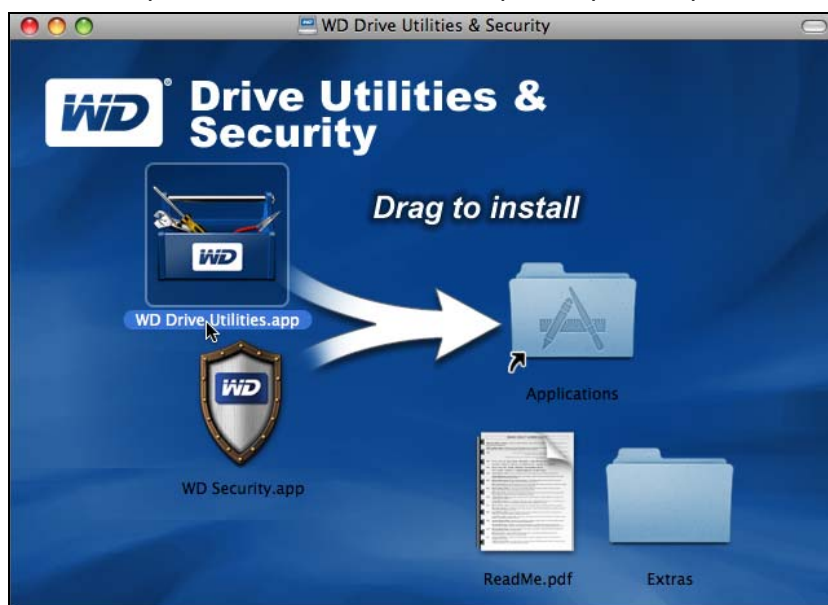 WD Drive Utilities & Security
WD® Drive Utilities &
Security
Drag to install
WD
WD Drive Utilities.app
WD
WD Security.app
Applications
ReadMe.pdf
Extras